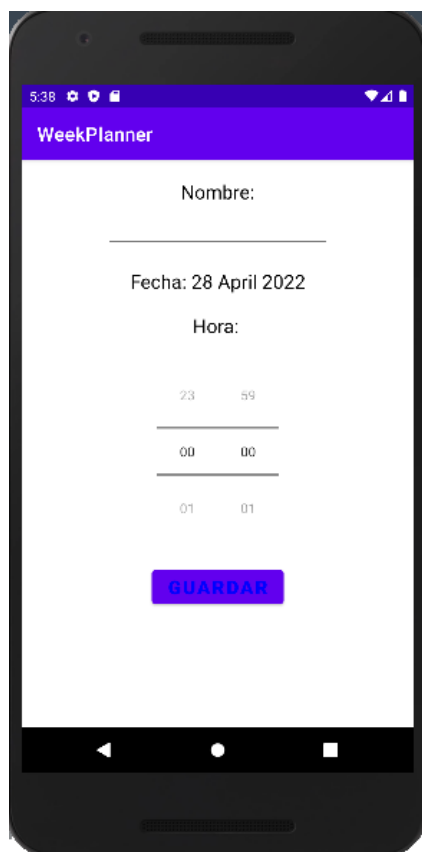 5:38
WeekPlanner
Nombre:
Fecha: 28 April 2022
Hora:
23 59
00 00
01 01
GUARDAR